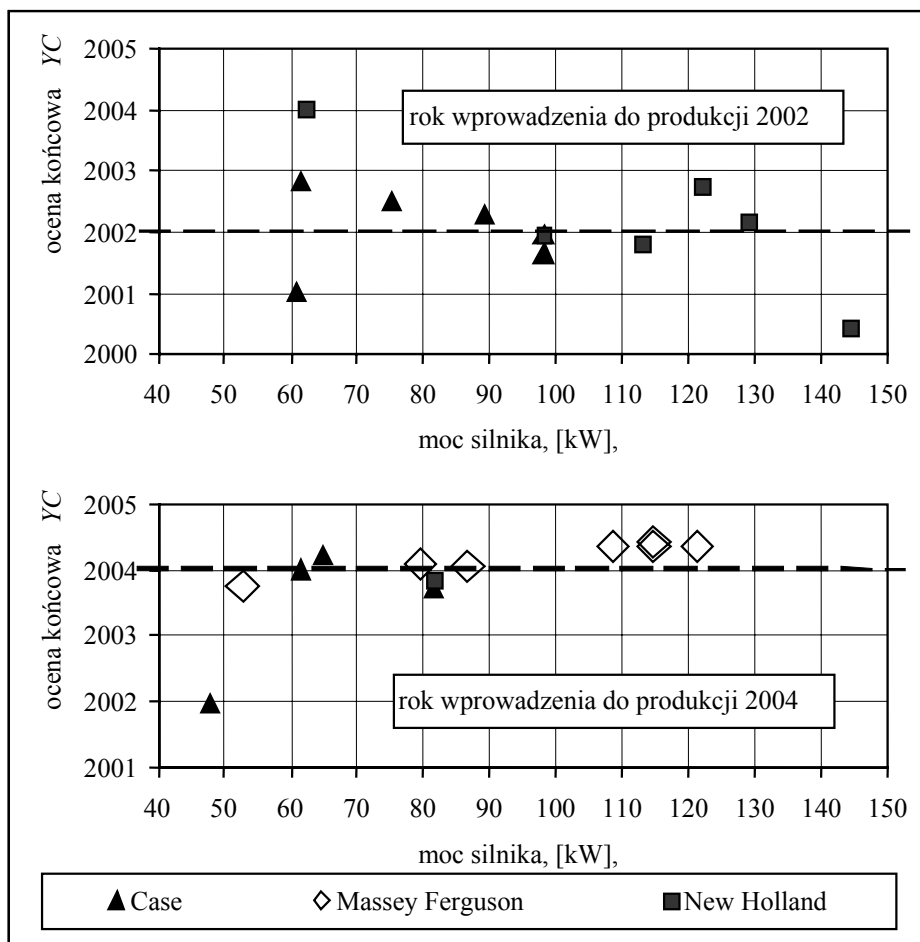 ocena końcowa YC
2005
2004
2003
2002
2001
2000
rok wprowadzenia do produkcji 2002
40 50 60 70 80 90 100 110 120 130 140 150
moc silnika, [kW],
ocena końcowa YC
2005
2004
2003
2002
2001
rok wprowadzenia do produkcji 2004
40 50 60 70 80 90 100 110 120 130 140 150
moc silnika, [kW],
Case Massey Ferguson New Holland